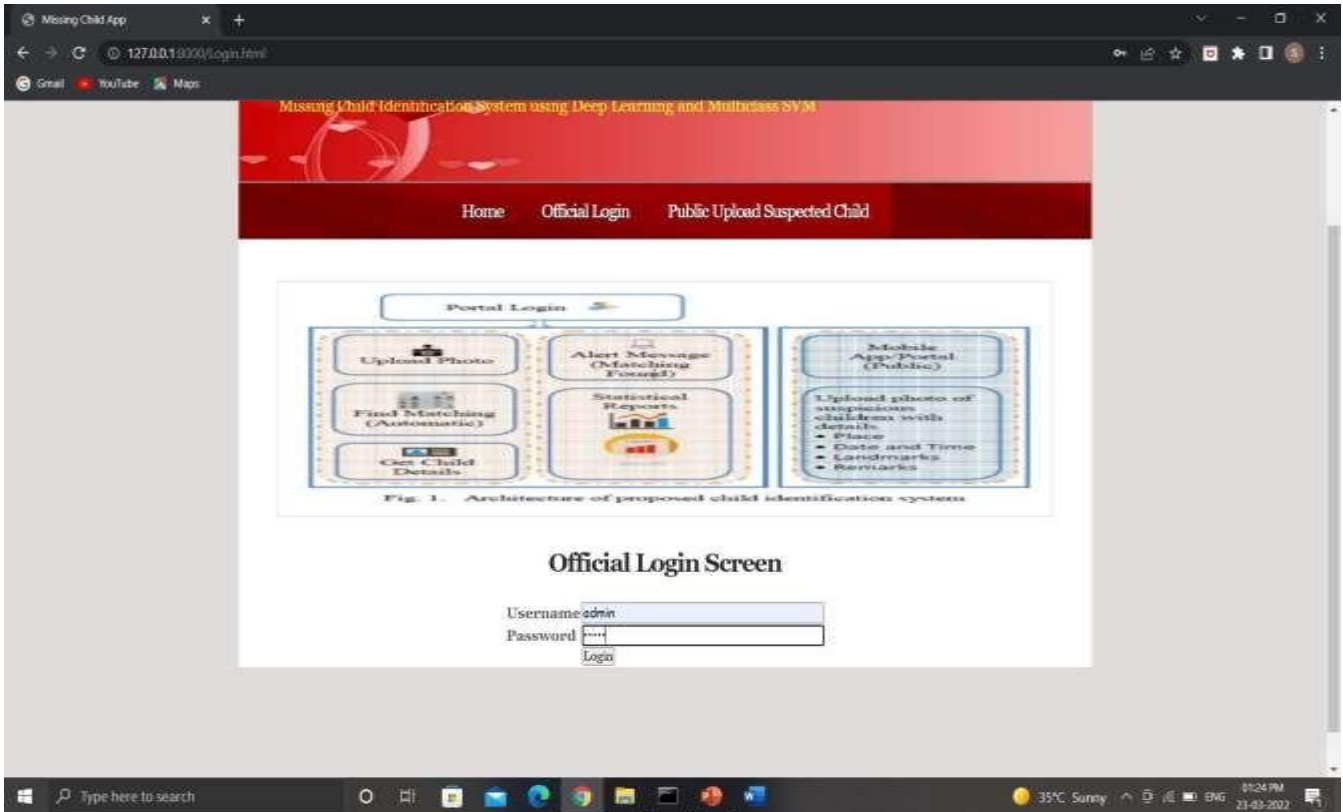 Missing Child App
127.0.0.1:8000/Login.html
Gmail YouTube Maps
Missing Child Identification System using Deep Learning and Multiclass SVM
Home Official Login Public Upload Suspected Child
Portal Login
Upload Photo
Find Matching
(Automatic)
Get Child
Details
Alert Message
(Matching
Found)
Statistical
Reports
Mobile
App/Portal
(Public)
Upload photo of
suspicious
children with
details
• Place
• Date and Time
• Landmarks
• Remarks
Fig. 1. Architecture of proposed child identification system
Official Login Screen
Username admin
Password •••••
Login
Type here to search
35°C Sunny ENG
01:24 PM
23-03-2022